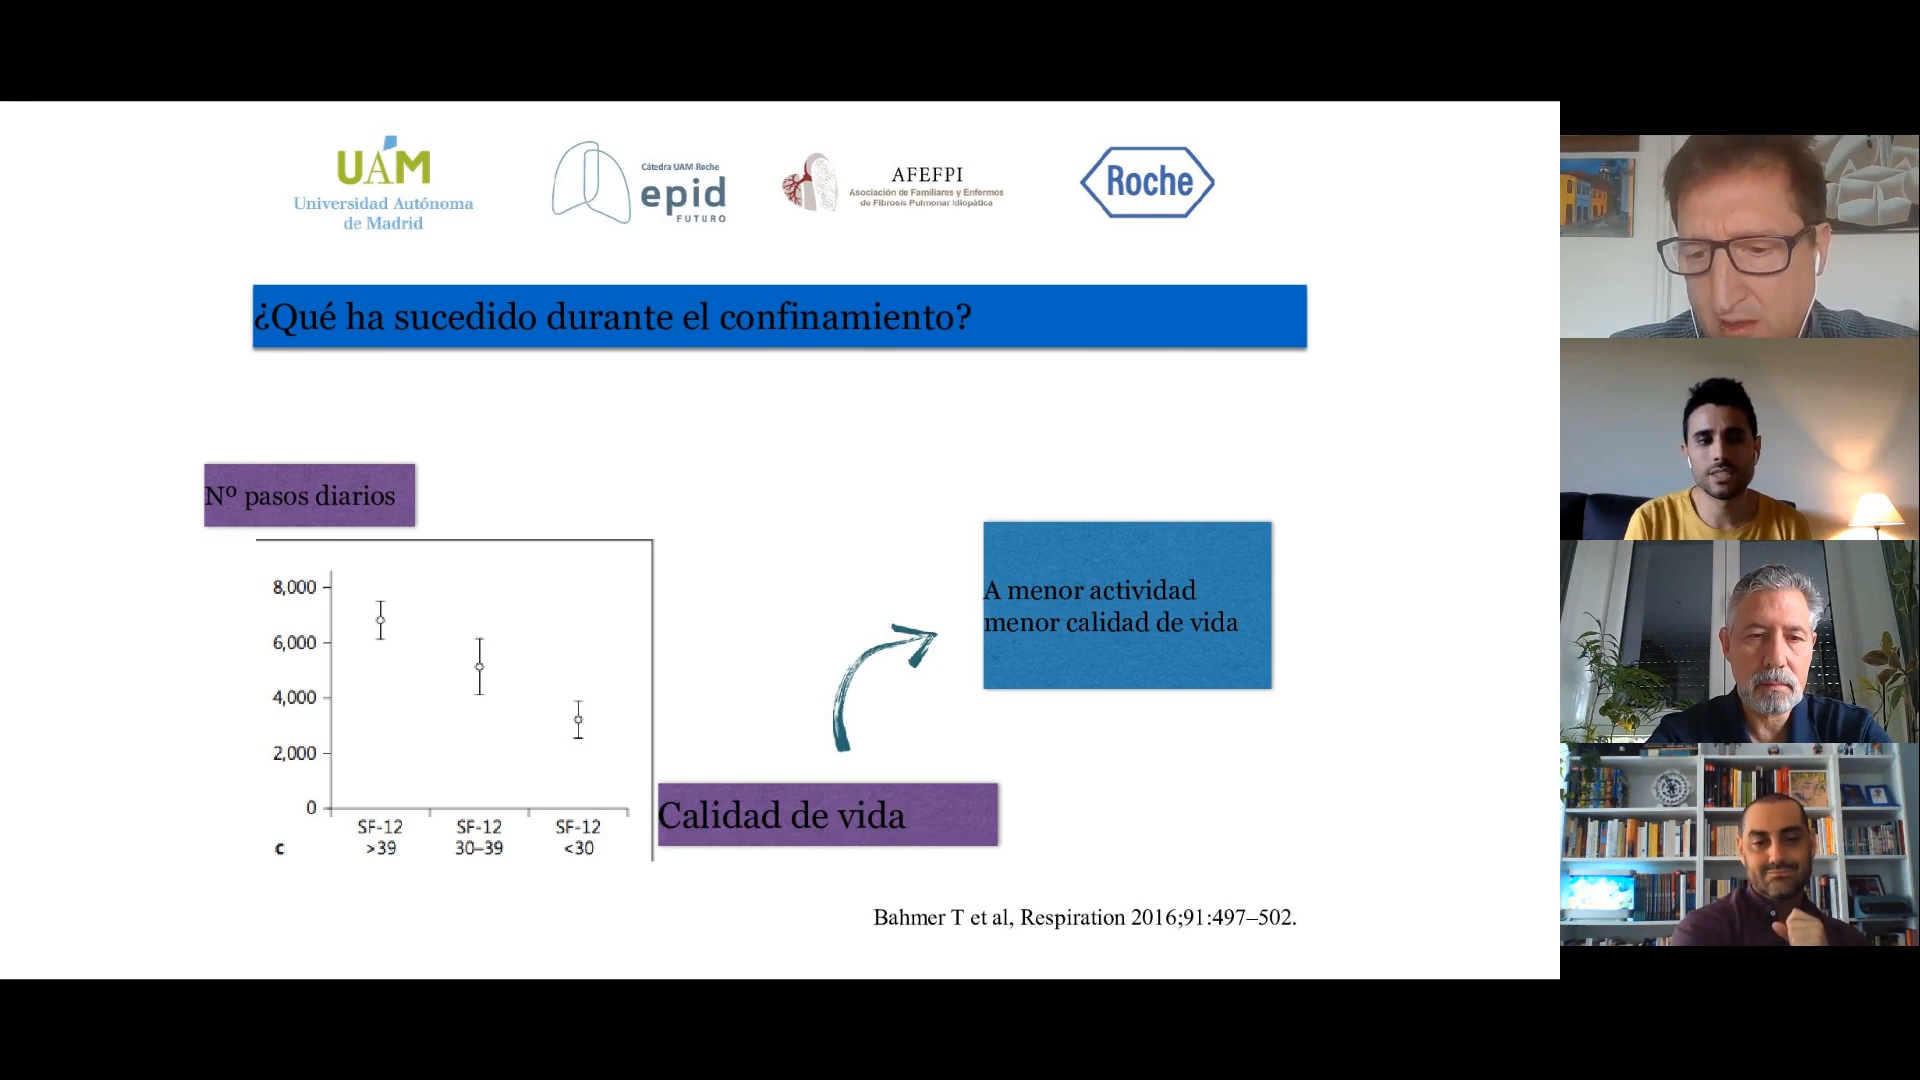 UAM
Universidad Autónoma
de Madrid
Cátedra UAM-Roche
epid
FUTURO
AFEFPI
Asociación de Familiares y Enfermos
de Fibrosis Pulmonar Idiopática
Roche
¿Qué ha sucedido durante el confinamiento?
Nº pasos diarios
8,000
6,000
4,000
2,000
0
SF-12 SF-12 SF-12
>39 30–39 <30
c
A menor actividad
menor calidad de vida
Calidad de vida
Bahmer T et al, Respiration 2016;91:497–502.